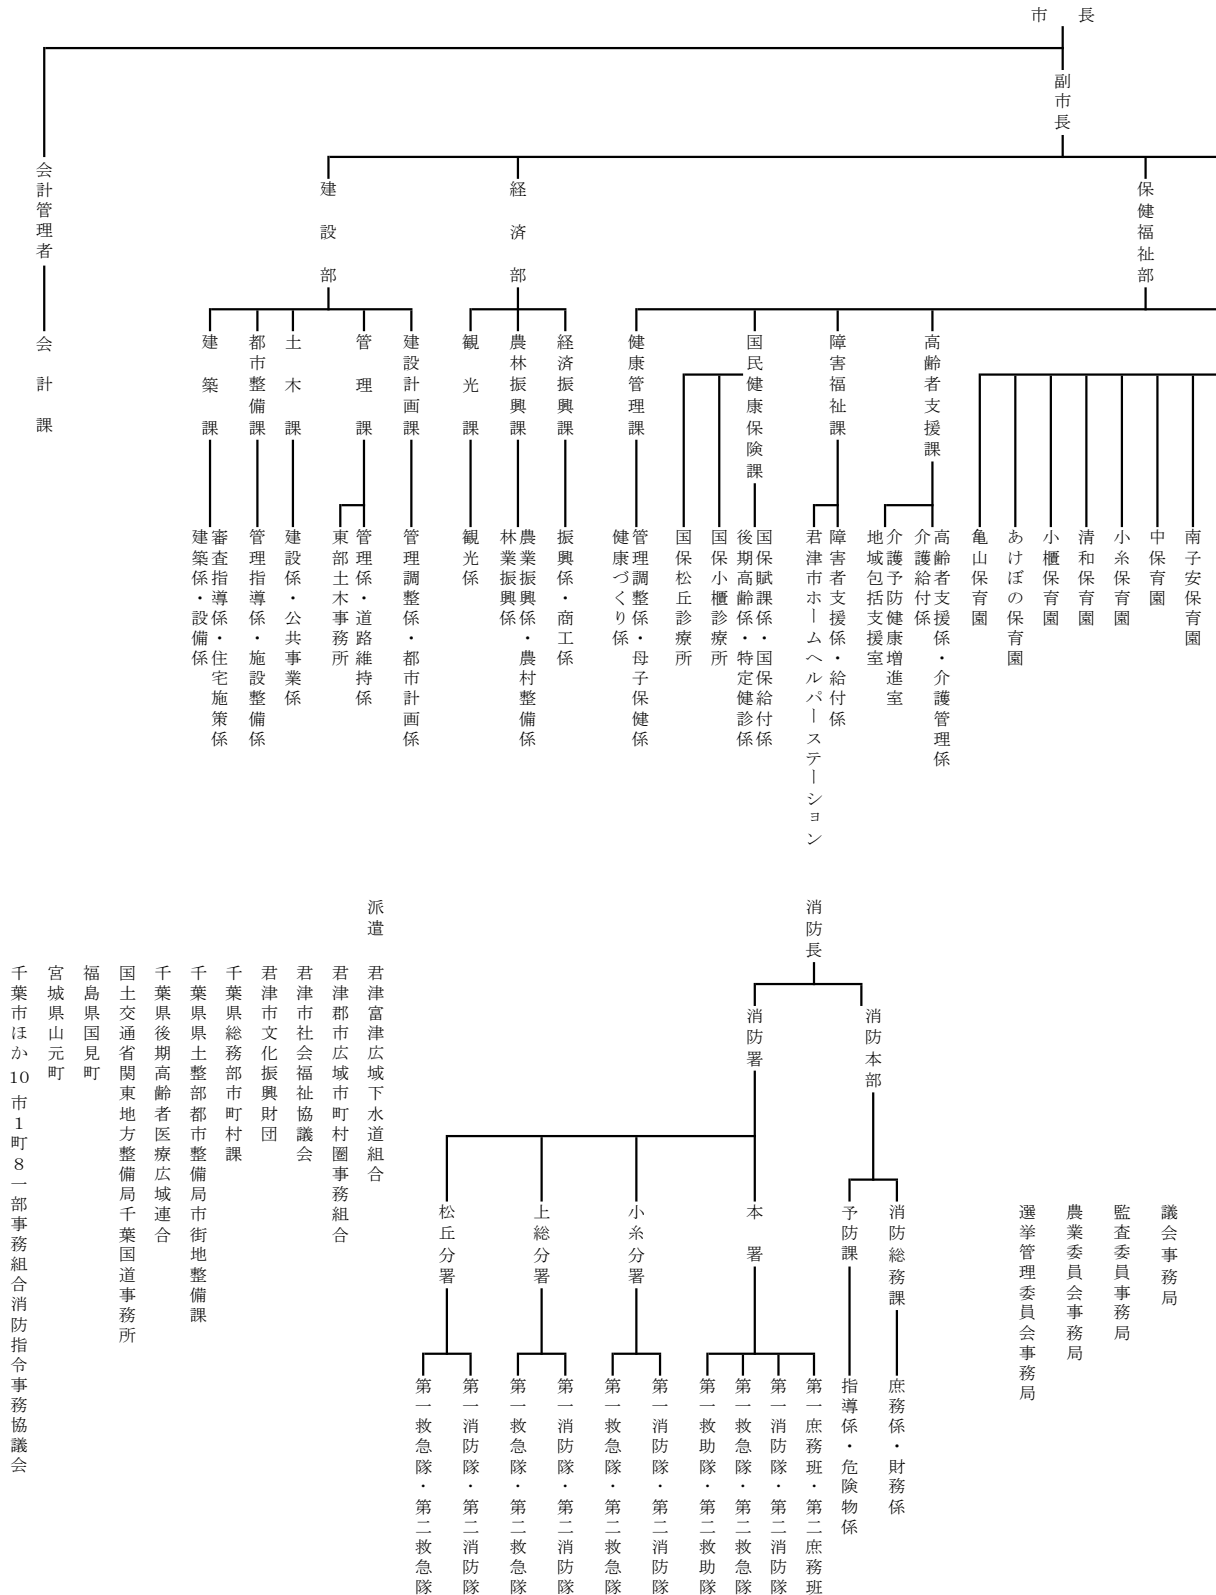 市長
副市長
保健福祉部
経済部
建設部
会計管理者
南子安保育園
中保育園
小糸保育園
清和保育園
小櫃保育園
あけぼの保育園
亀山保育園
高齢者支援課
高齢者支援係・介護管理係
介護給付係
介護予防健康増進室
地域包括支援室
障害福祉課
障害者支援係・給付係
君津市ホームヘルパーステーション
国民健康保険課
国保賦課係・国保給付係
後期高齢係・特定健診係
国保小櫃診療所
国保松丘診療所
健康管理課
管理調整係・母子保健係
健康づくり係
経済振興課
振興係・商工係
農林振興課
農業振興係・農村整備係
林業振興係
観光課
観光係
建設計画課
管理調整係・都市計画係
管理課
管理係・道路維持係
東部土木事務所
土木課
建設係・公共事業係
都市整備課
管理指導係・施設整備係
建築課
審査指導係・住宅施策係
建築係・設備係
会計課
議会事務局
監査委員事務局
農業委員会事務局
選挙管理委員会事務局
消防長
消防本部
消防署
消防総務課
庶務係・財務係
予防課
指導係・危険物係
本署
第一庶務班・第二庶務班
第一消防隊・第二消防隊
第一救急隊・第二救急隊
第一救助隊・第二救助隊
小糸分署
第一消防隊・第二消防隊
第一救急隊・第二救急隊
上総分署
第一消防隊・第二消防隊
第一救急隊・第二救急隊
松丘分署
第一消防隊・第二消防隊
第一救急隊・第二救急隊
派遣 君津富津広域下水道組合
君津郡市広域市町村圏事務組合
君津市社会福祉協議会
君津市文化振興財団
千葉県総務部市町村課
千葉県県土整部都市整備局市街地整備課
千葉県後期高齢者医療広域連合
国土交通省関東地方整備局千葉国道事務所
福島県国見町
宮城県山元町
千葉市ほか10市1町8一部事務組合消防指令事務協議会